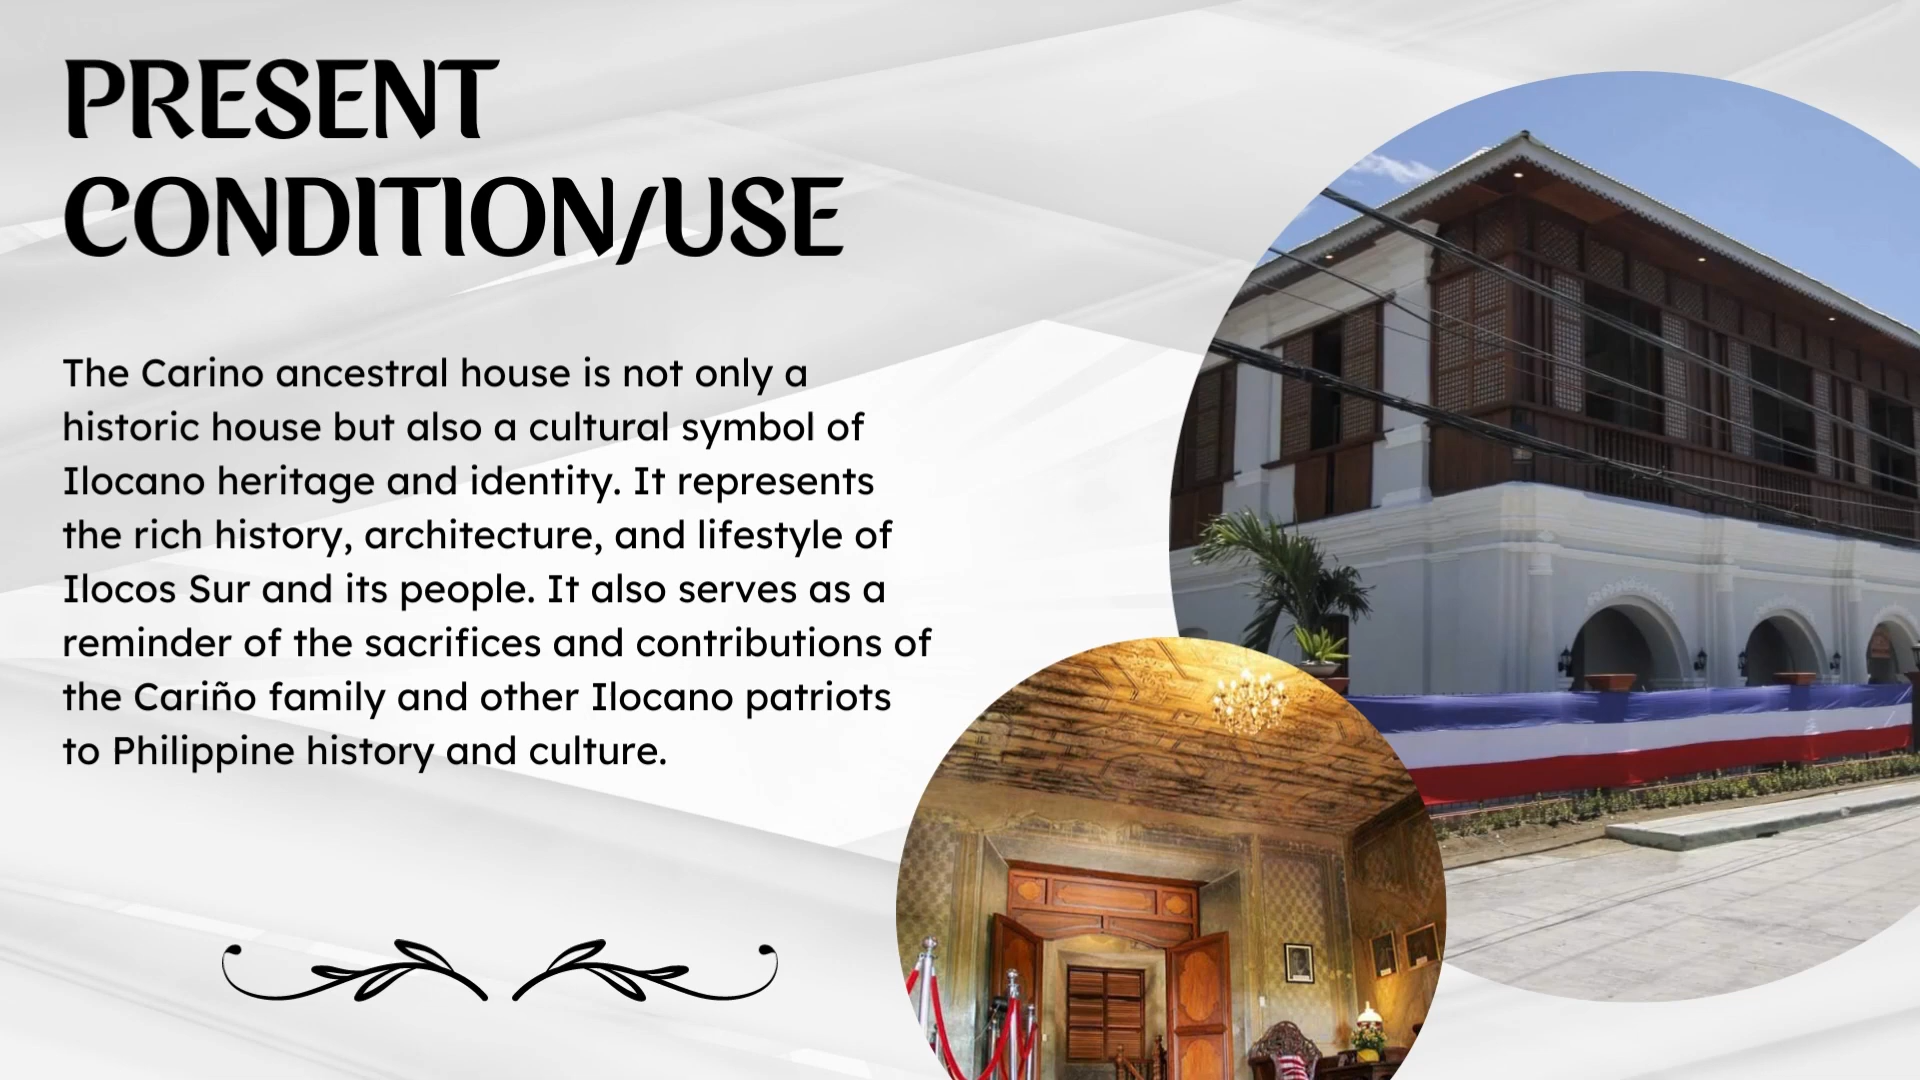 PRESENT
CONDITION/USE
The Carino ancestral house is not only a
historic house but also a cultural symbol of
Ilocano heritage and identity. It represents
the rich history, architecture, and lifestyle of
Ilocos Sur and its people. It also serves as a
reminder of the sacrifices and contributions of
the Cariño family and other Ilocano patriots
to Philippine history and culture.